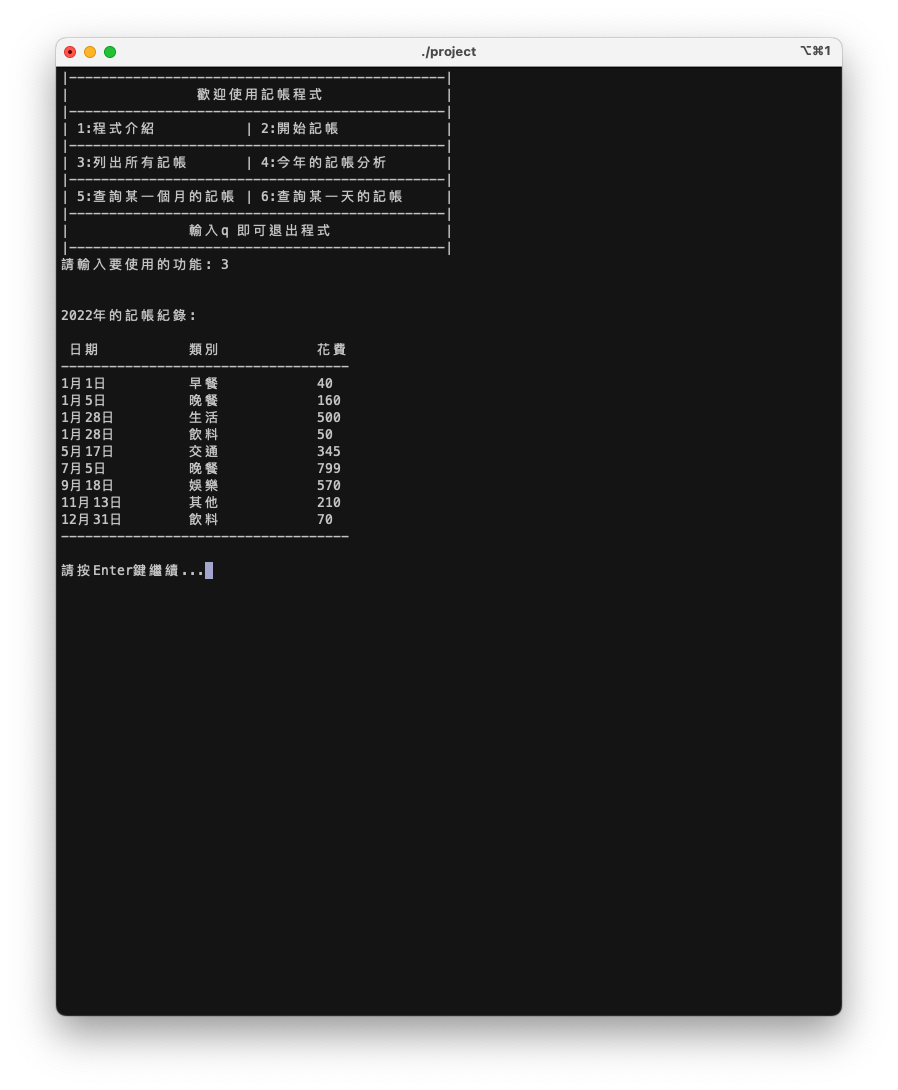 ./project
⌥⌘1
歡迎使用記帳程式
1:程式介紹 | 2:開始記帳
3:列出所有記帳 | 4:今年的記帳分析
5:查詢某一個月的記帳 | 6:查詢某一天的記帳
輸入q 即可退出程式
請輸入要使用的功能: 3
2022年的記帳紀錄:
日期 類別 花費
1月1日 早餐 40
1月5日 晚餐 160
1月28日 生活 500
1月28日 飲料 50
5月17日 交通 345
7月5日 晚餐 799
9月18日 娛樂 570
11月13日 其他 210
12月31日 飲料 70
請按Enter鍵繼續...